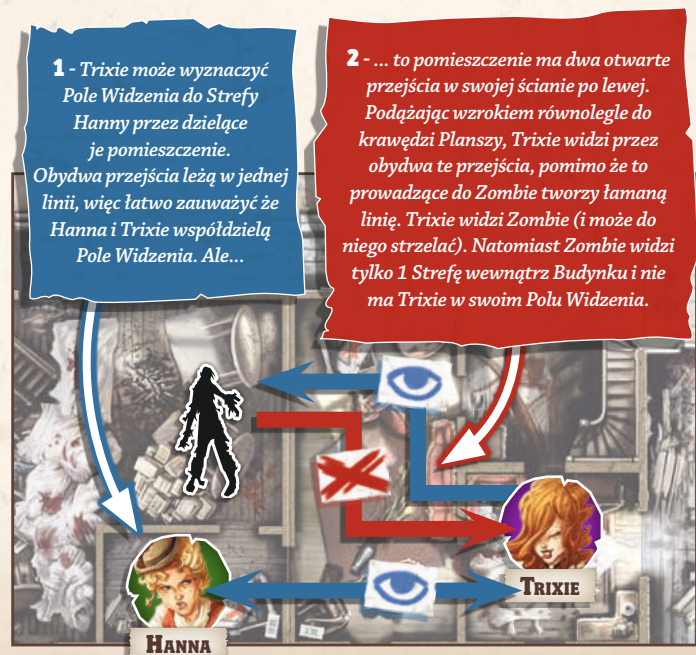 1 - Trixie może wyznaczyć
Pole Widzenia do Strefy
Hanny przez dzielące
je pomieszczenie.
Obydwa przejścia leżą w jednej
linii, więc łatwo zauważyć że
Hanna i Trixie współdzielą
Pole Widzenia. Ale...
2 - ... to pomieszczenie ma dwa otwarte
przejścia w swojej ścianie po lewej.
Podążając wzrokiem równolegle do
krawędzi Planszy, Trixie widzi przez
obydwa te przejścia, pomimo że to
prowadzące do Zombie tworzy łamaną
linię. Trixie widzi Zombie (i może do
niego strzelać). Natomiast Zombie widzi
tylko 1 Strefę wewnątrz Budynku i nie
ma Trixie w swoim Polu Widzenia.
Trixie
Hanna